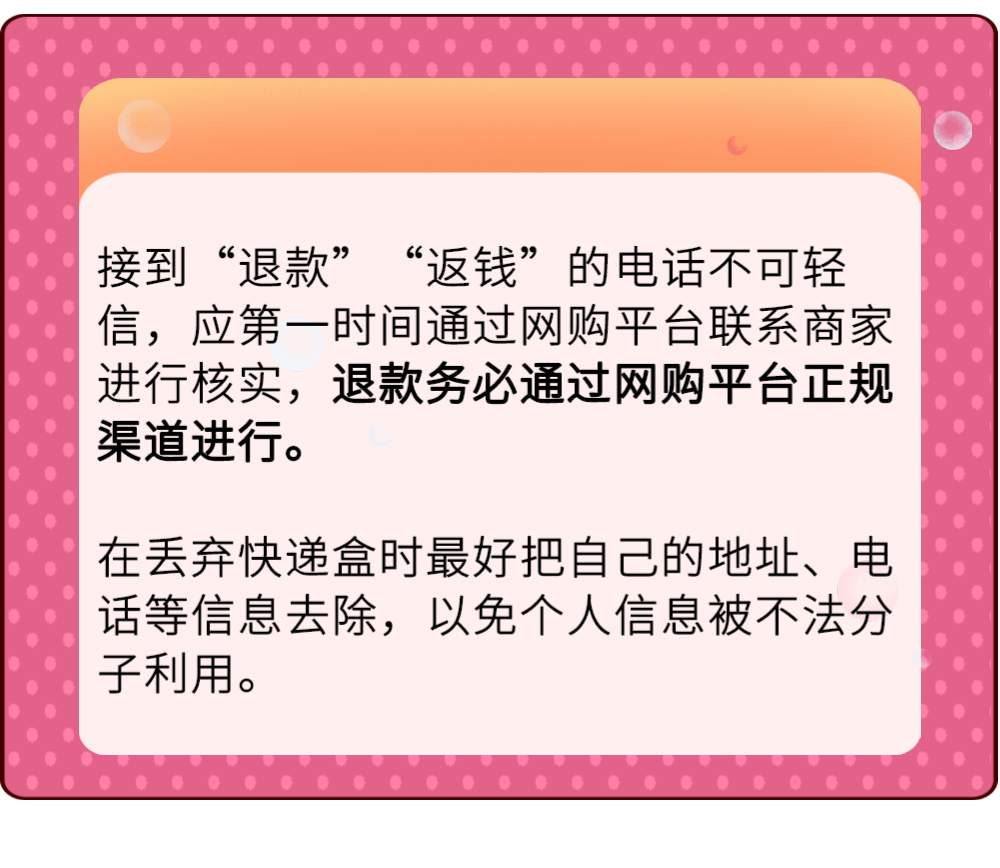 接到“退款”“返钱”的电话不可轻
信，应第一时间通过网购平台联系商家
进行核实，退款务必通过网购平台正规
渠道进行。
在丢弃快递盒时最好把自己的地址、电
话等信息去除，以免个人信息被不法分
子利用。